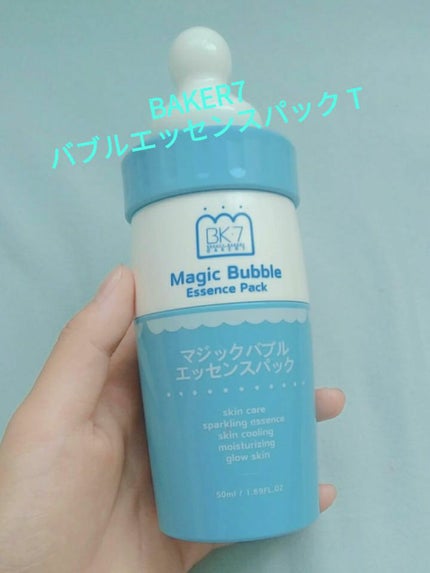 BAKER7
バブルエッセンスパック T
BK·7
Magic Bubble
Essence Pack
マジックバブル
エッセンスパック
skin care
sparkling essence
skin cooling
moisturizing
glow skin
50ml / 1.69FL.OZ